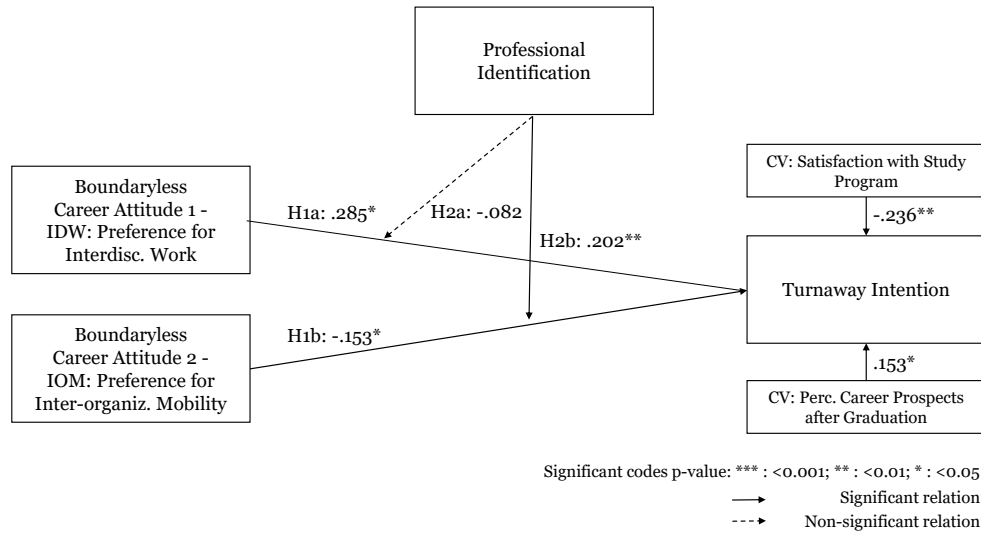 Professional
Identification
Boundaryless
Career Attitude 1 -
IDW: Preference for
Interdisc. Work
H1a: .285*
H2a: -.082
H2b: .202**
CV: Satisfaction with Study
Program
-.236**
Turnaway Intention
Boundaryless
Career Attitude 2 -
IOM: Preference for
Inter-organiz. Mobility
H1b: -.153*
.153*
CV: Perc. Career Prospects
after Graduation
Significant codes p-value: *** : <0.001; ** : <0.01; * : <0.05
Significant relation
Non-significant relation